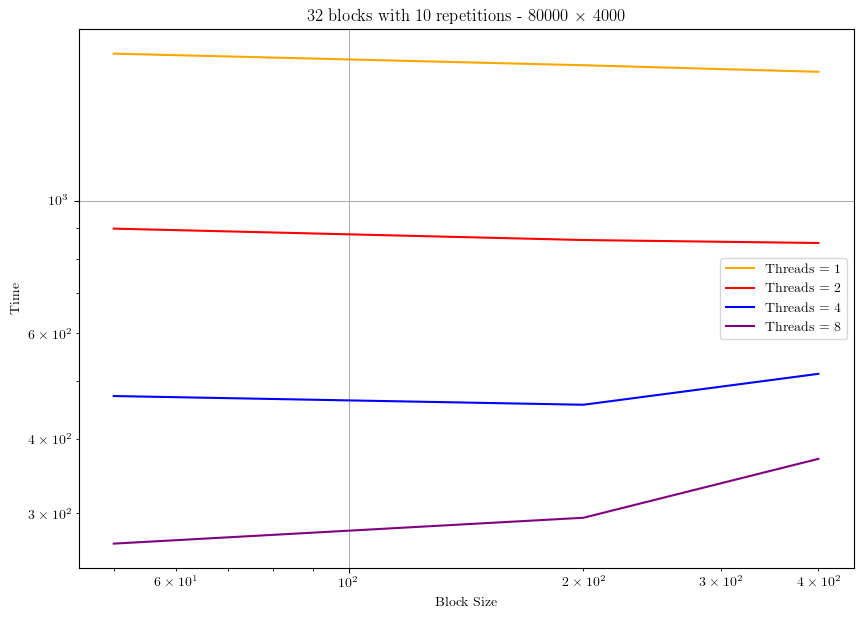 32 blocks with 10 repetitions - 80000 × 4000
Time
10³
6 × 10²
4 × 10²
3 × 10²
Threads = 1
Threads = 2
Threads = 4
Threads = 8
6 × 10¹
10²
2 × 10²
3 × 10²
4 × 10²
Block Size